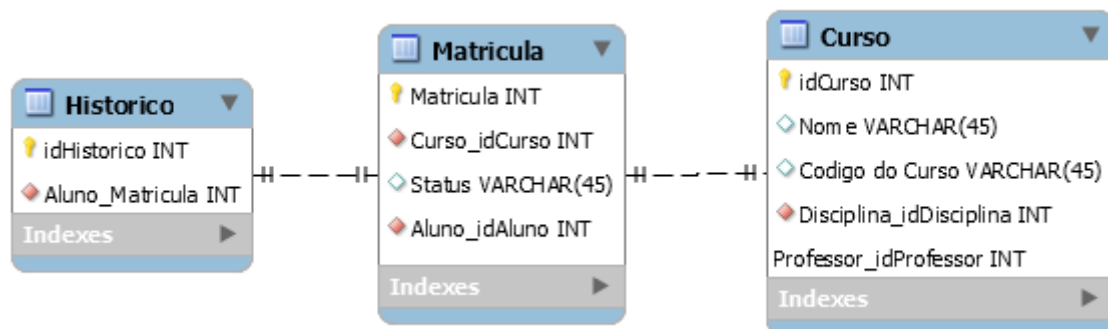 Historico
idHistorico INT
Aluno_Matricula INT
Indexes
Matricula
Matricula INT
Curso_idCurso INT
Status VARCHAR(45)
Aluno_idAluno INT
Indexes
Curso
idCurso INT
Nome VARCHAR(45)
Codigo do Curso VARCHAR(45)
Disciplina_idDisciplina INT
Professor_idProfessor INT
Indexes